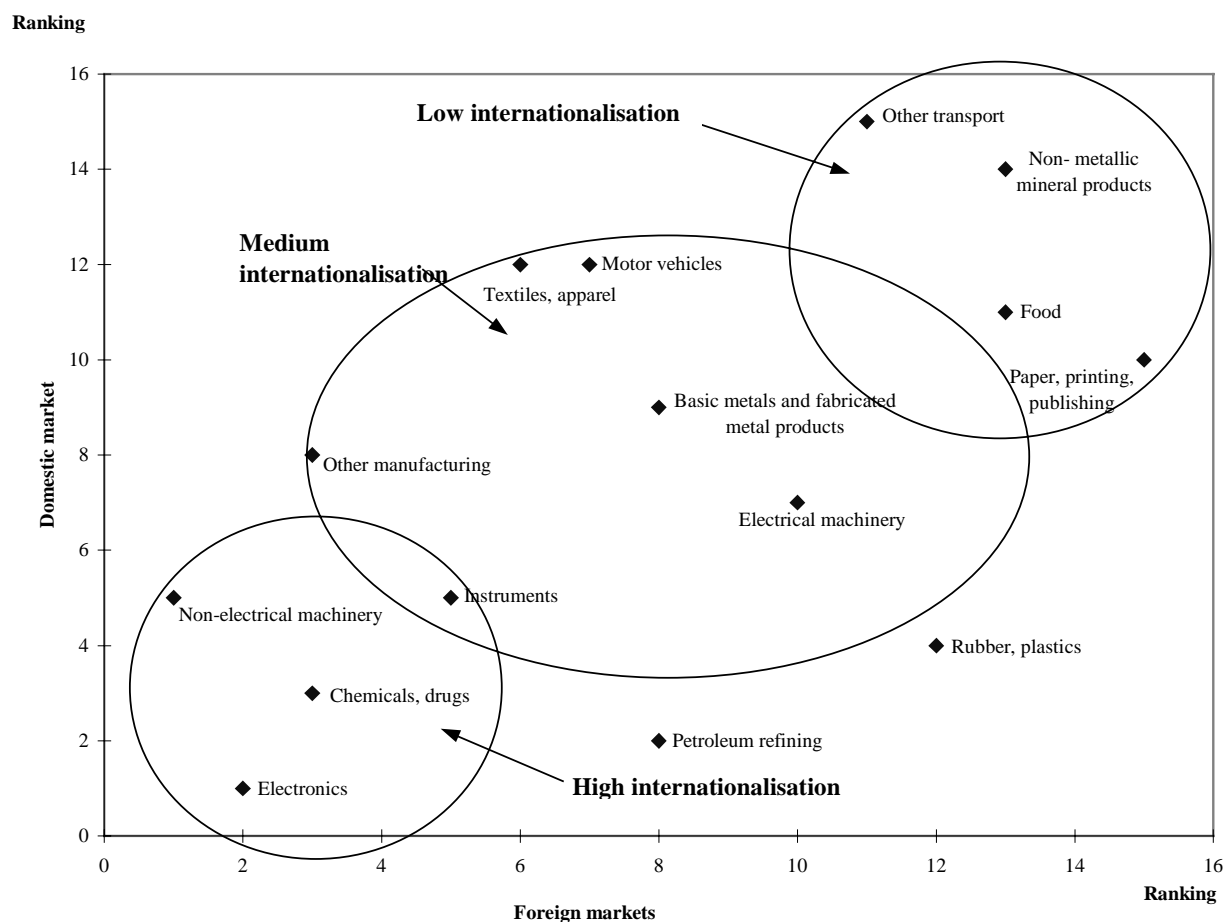 Ranking
16
Low internationalisation
Other transport
14
Non- metallic
mineral products
Medium
internationalisation
12
Motor vehicles
Textiles, apparel
Food
10
Paper, printing,
publishing
Basic metals and fabricated
metal products
Domestic market
8
Other manufacturing
Electrical machinery
6
Instruments
Non-electrical machinery
4
Rubber, plastics
Chemicals, drugs
2
Petroleum refining
High internationalisation
Electronics
0
0 2 4 6 8 10 12 14 16
Ranking
Foreign markets